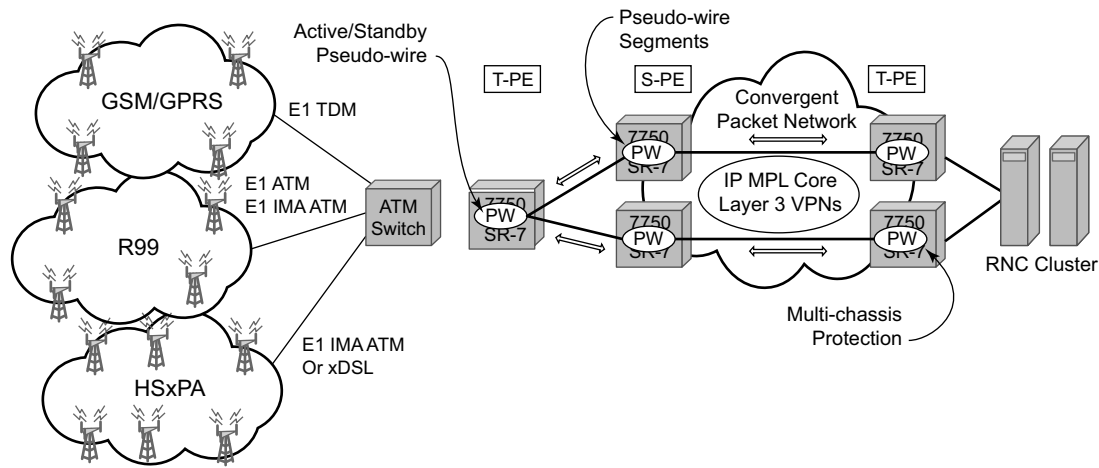 Active/Standby
Pseudo-wire
Pseudo-wire
Segments
T-PE
S-PE
T-PE
GSM/GPRS
E1 TDM
Convergent
Packet Network
7750
PW
SR-7
7750
PW
SR-7
E1 ATM
E1 IMA ATM
ATM
Switch
7750
PW
SR-7
IP MPL Core
Layer 3 VPNs
R99
7750
PW
SR-7
7750
PW
SR-7
RNC Cluster
Multi-chassis
Protection
E1 IMA ATM
Or xDSL
HSxPA